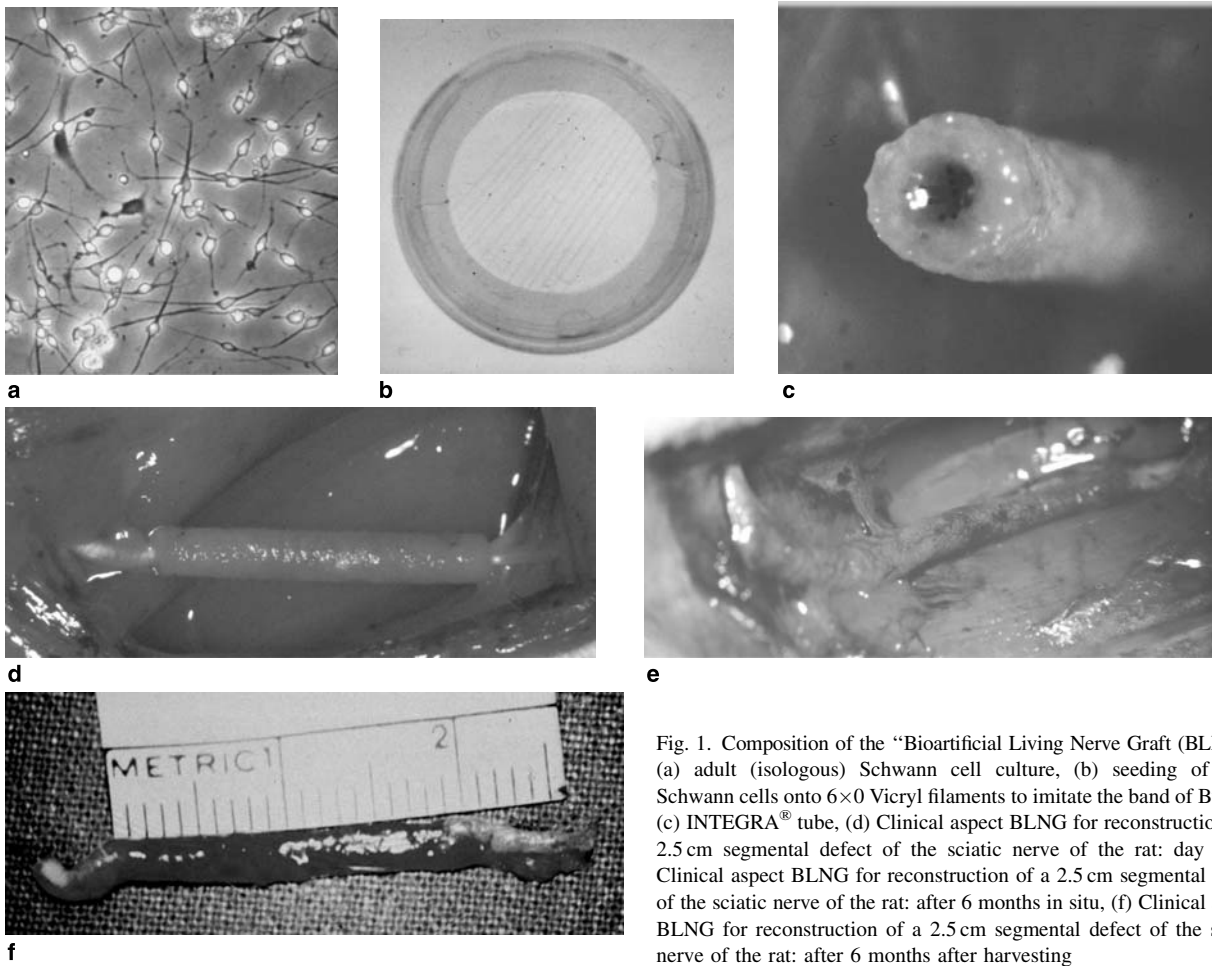 a
b
c
d
e
METRIC 1
2
f
Fig. 1. Composition of the “Bioartificial Living Nerve Graft (BL
(a) adult (isologous) Schwann cell culture, (b) seeding of
Schwann cells onto 6×0 Vicryl filaments to imitate the band of B
(c) INTEGRA® tube, (d) Clinical aspect BLNG for reconstructio
2.5 cm segmental defect of the sciatic nerve of the rat: day
Clinical aspect BLNG for reconstruction of a 2.5 cm segmental
of the sciatic nerve of the rat: after 6 months in situ, (f) Clinical
BLNG for reconstruction of a 2.5 cm segmental defect of the s
nerve of the rat: after 6 months after harvesting